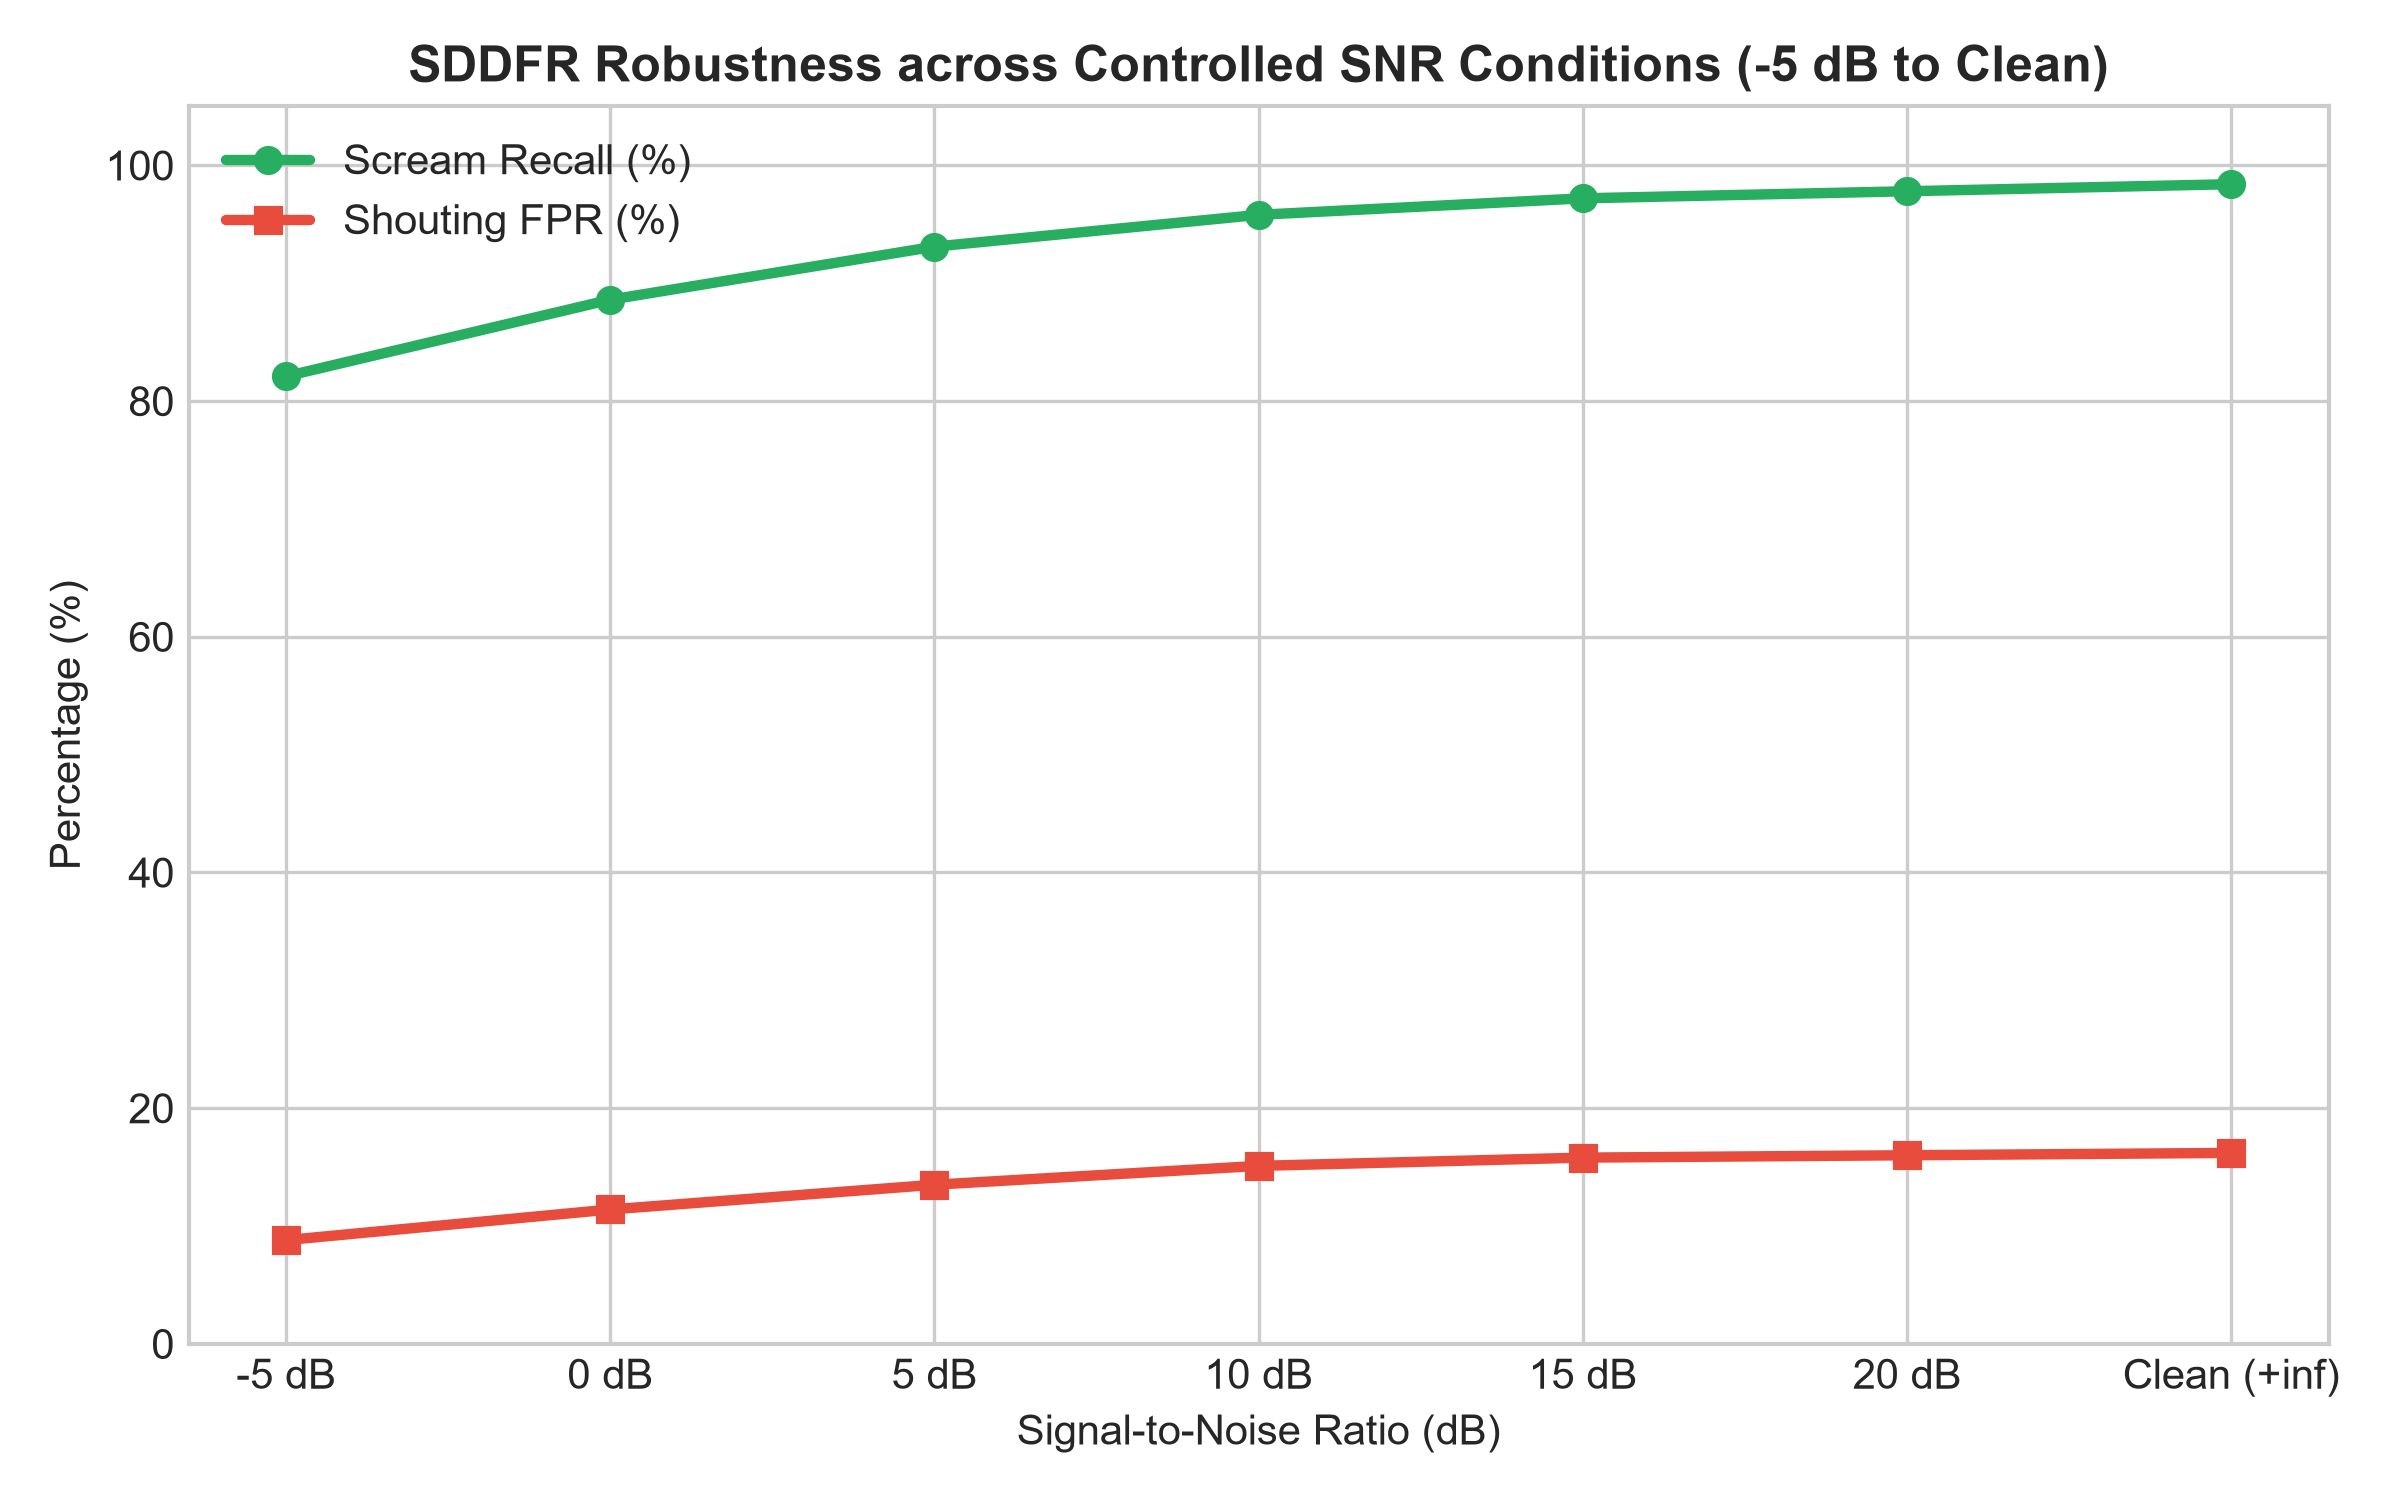 SDDFR Robustness across Controlled SNR Conditions (-5 dB to Clean)
Scream Recall (%)
Shouting FPR (%)
Percentage (%)
100
80
60
40
20
0
-5 dB
0 dB
5 dB
10 dB
15 dB
20 dB
Clean (+inf)
Signal-to-Noise Ratio (dB)